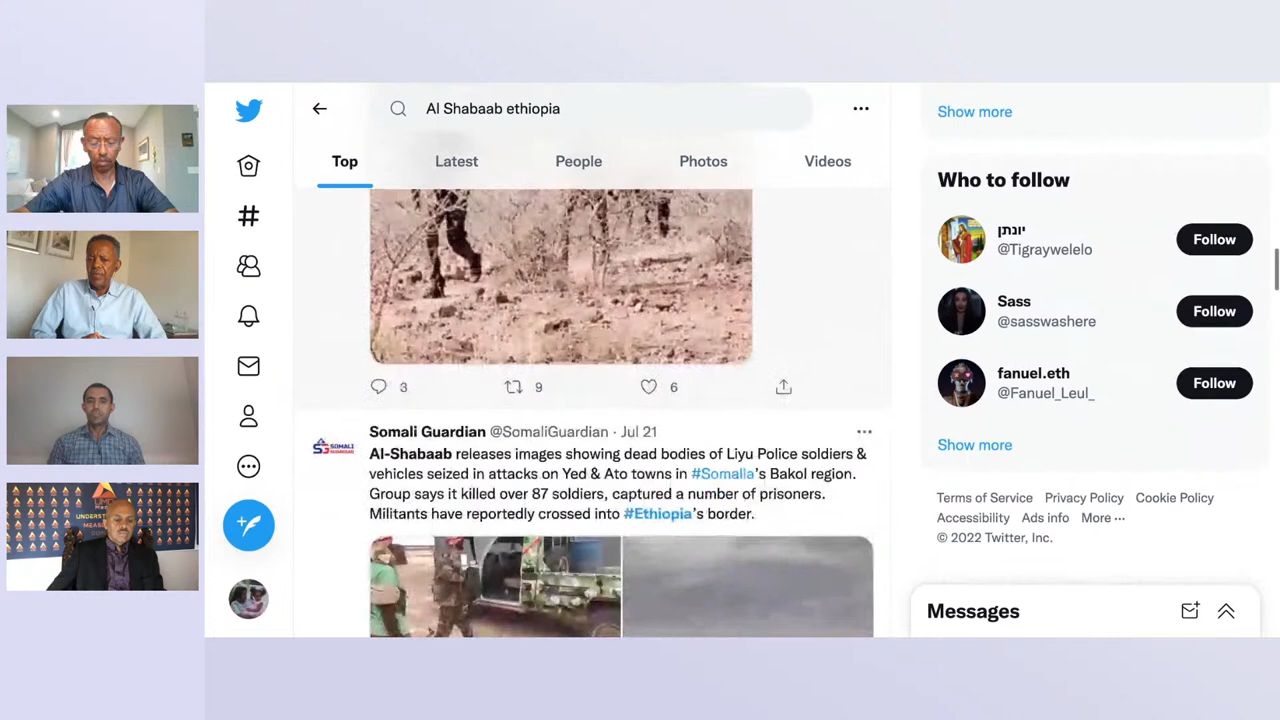 Al Shabaab ethiopia
Top
Latest
People
Photos
Videos
3
9
6
Somali Guardian @SomaliGuardian · Jul 21
Al-Shabaab releases images showing dead bodies of Liyu Police soldiers &
vehicles seized in attacks on Yed & Ato towns in #Somalia's Bakol region.
Group says it killed over 87 soldiers, captured a number of prisoners.
Militants have reportedly crossed into #Ethiopia's border.
Show more
Who to follow
יונתן
@Tigraywelelo
Follow
Sass
@sasswashere
Follow
fanuel.eth
@Fanuel_Leul_
Follow
Show more
Terms of Service Privacy Policy Cookie Policy
Accessibility Ads info More ···
© 2022 Twitter, Inc.
Messages